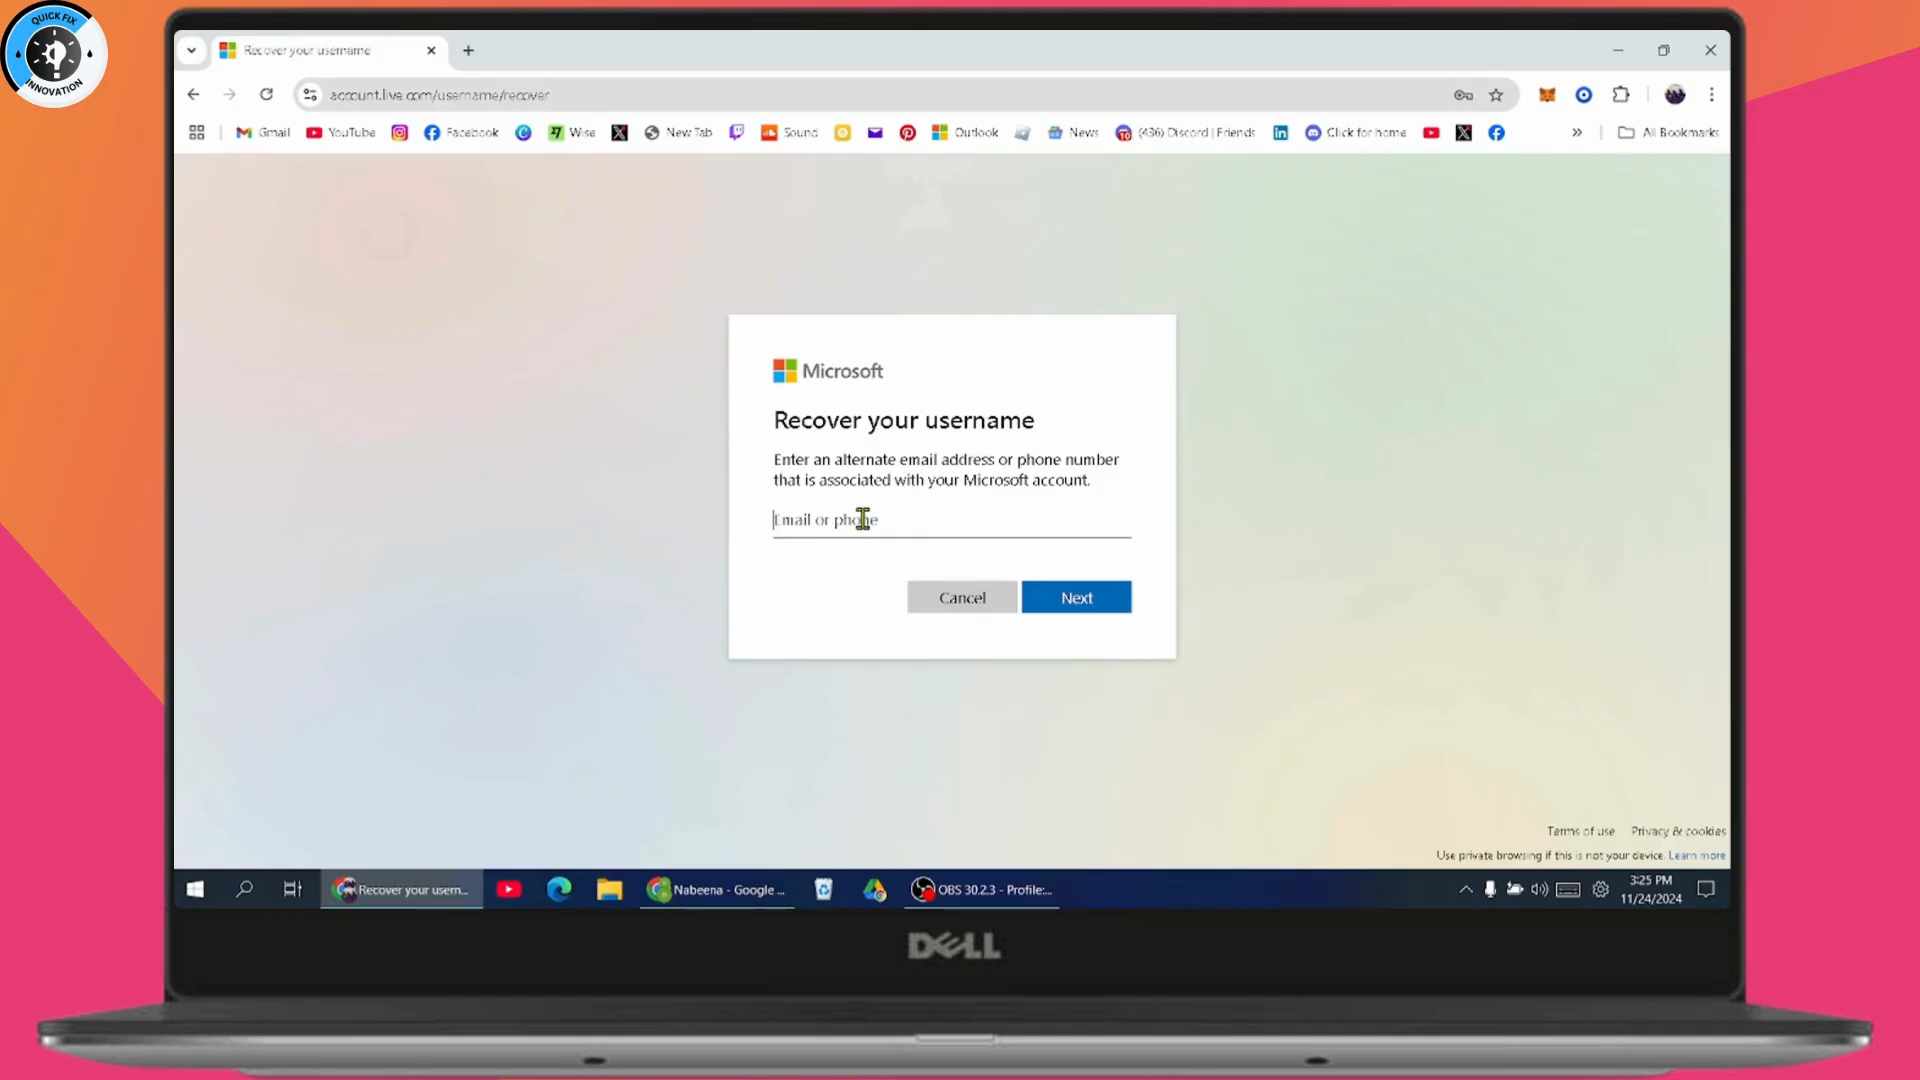 QUICK FIX
INNOVATION
Recover your username
account.live.com/username/recover
Gmail
YouTube
Facebook
Wise
New Tab
Sound
Outlook
News
(436) Discord | Friends
Click for home
All Bookmarks
Microsoft
Recover your username
Enter an alternate email address or phone number
that is associated with your Microsoft account.
Email or phone
Cancel
Next
Terms of use
Privacy & cookies
Use private browsing if this is not your device. Learn more
Recover your usern...
Nabeena - Google ...
OBS 30.2.3 - Profile:...
3:25 PM
11/24/2024
DELL